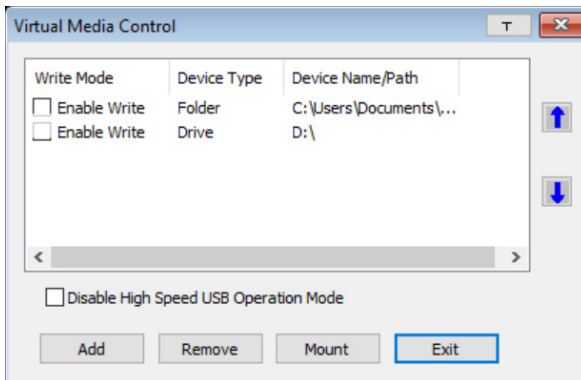 Virtual Media Control
Write Mode Device Type Device Name/Path
Enable Write Folder C:\Users\Documents\...
Enable Write Drive D:\
Disable High Speed USB Operation Mode
Add Remove Mount Exit